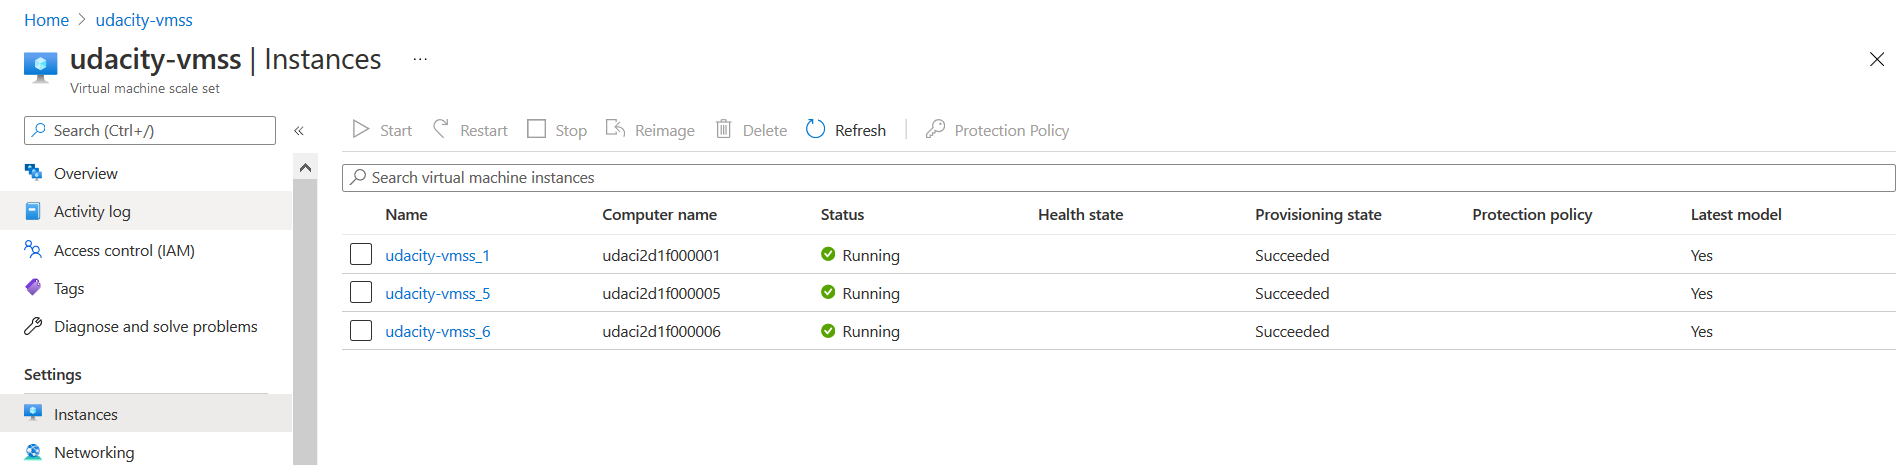 Home > udacity-vmss
udacity-vmss | Instances ...
Virtual machine scale set
Search (Ctrl+/) «
Start Restart Stop Reimage Delete Refresh Protection Policy
Overview
Activity log
Access control (IAM)
Tags
Diagnose and solve problems
Settings
Instances
Networking
Search virtual machine instances
Name Computer name Status Health state Provisioning state Protection policy Latest model
udacity-vmss_1 udaci2d1f000001 Running Succeeded Yes
udacity-vmss_5 udaci2d1f000005 Running Succeeded Yes
udacity-vmss_6 udaci2d1f000006 Running Succeeded Yes